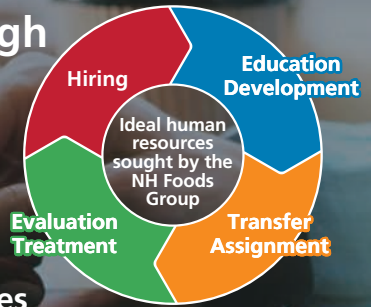 gh
Hiring
Education
Development
Ideal human
resources
sought by the
NH Foods
Group
Evaluation
Treatment
Transfer
Assignment
es